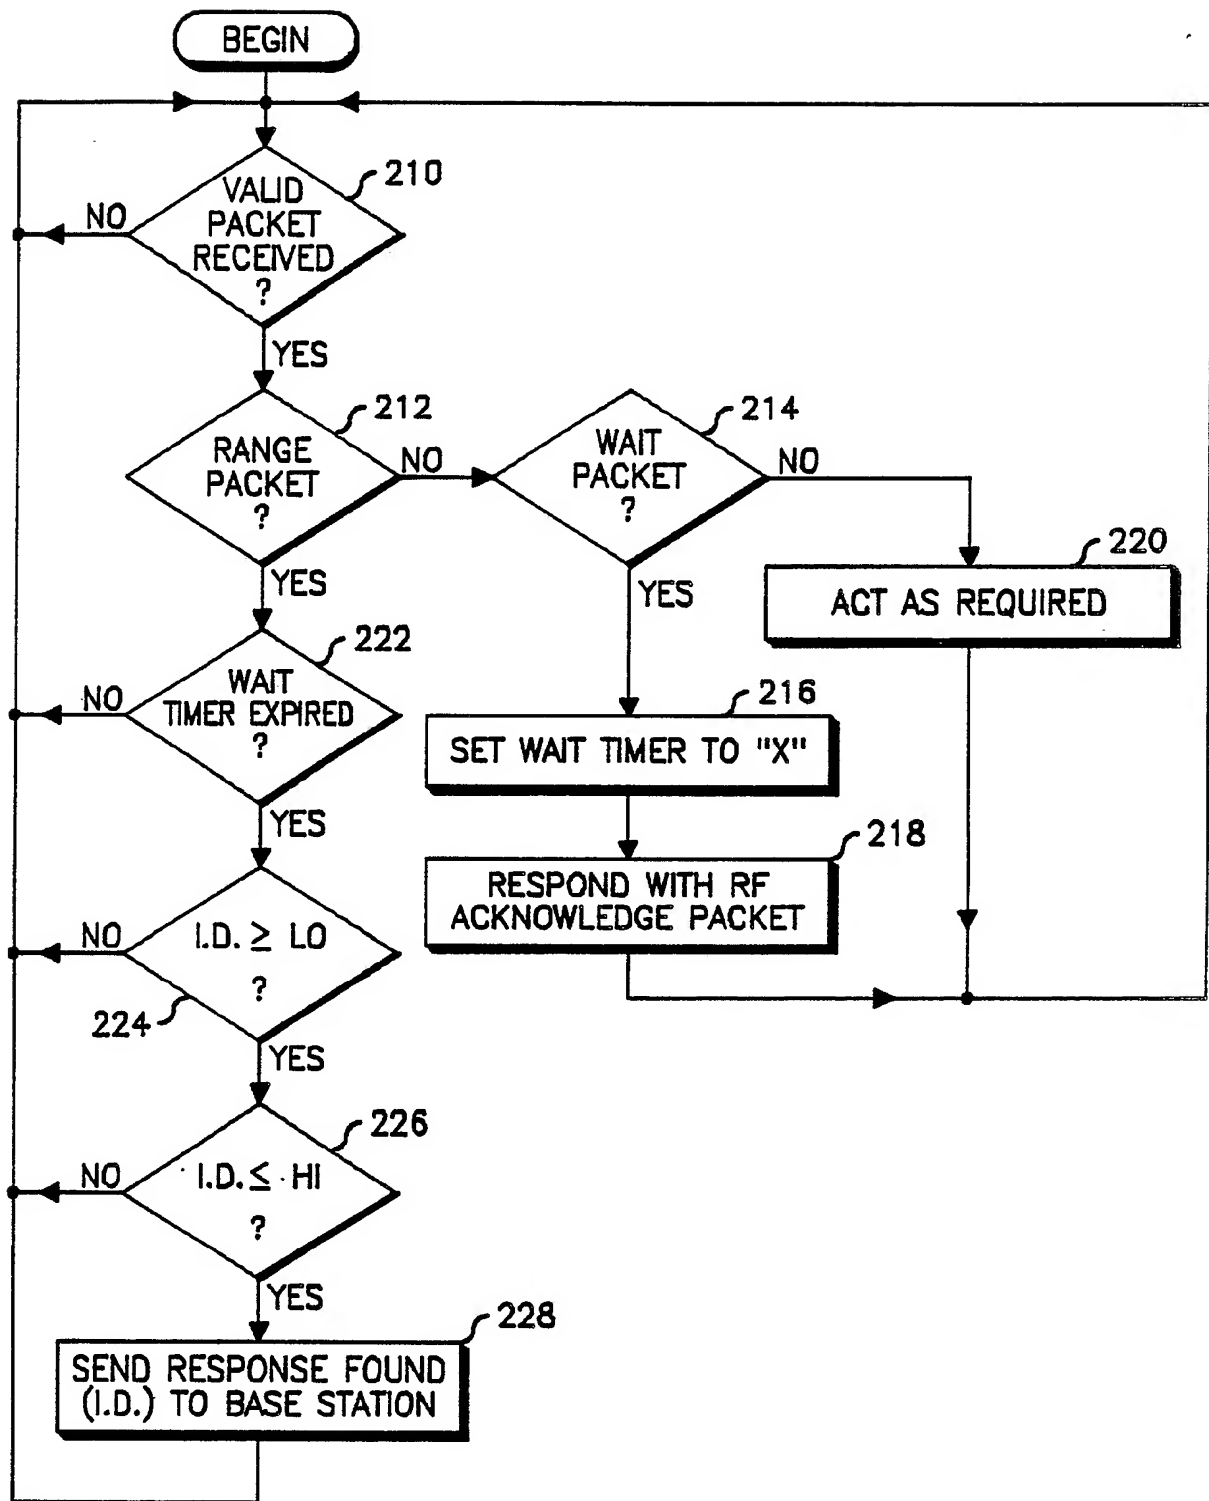 BEGIN
210
VALID
PACKET
RECEIVED
?
NO
YES
212
RANGE
PACKET
?
NO
YES
214
WAIT
PACKET
?
NO
YES
220
ACT AS REQUIRED
222
WAIT
TIMER EXPIRED
?
NO
YES
216
SET WAIT TIMER TO "X"
218
RESPOND WITH RF
ACKNOWLEDGE PACKET
I.D. ≥ LO
?
NO
224
YES
226
I.D. ≤ HI
?
NO
YES
228
SEND RESPONSE FOUND
(I.D.) TO BASE STATION